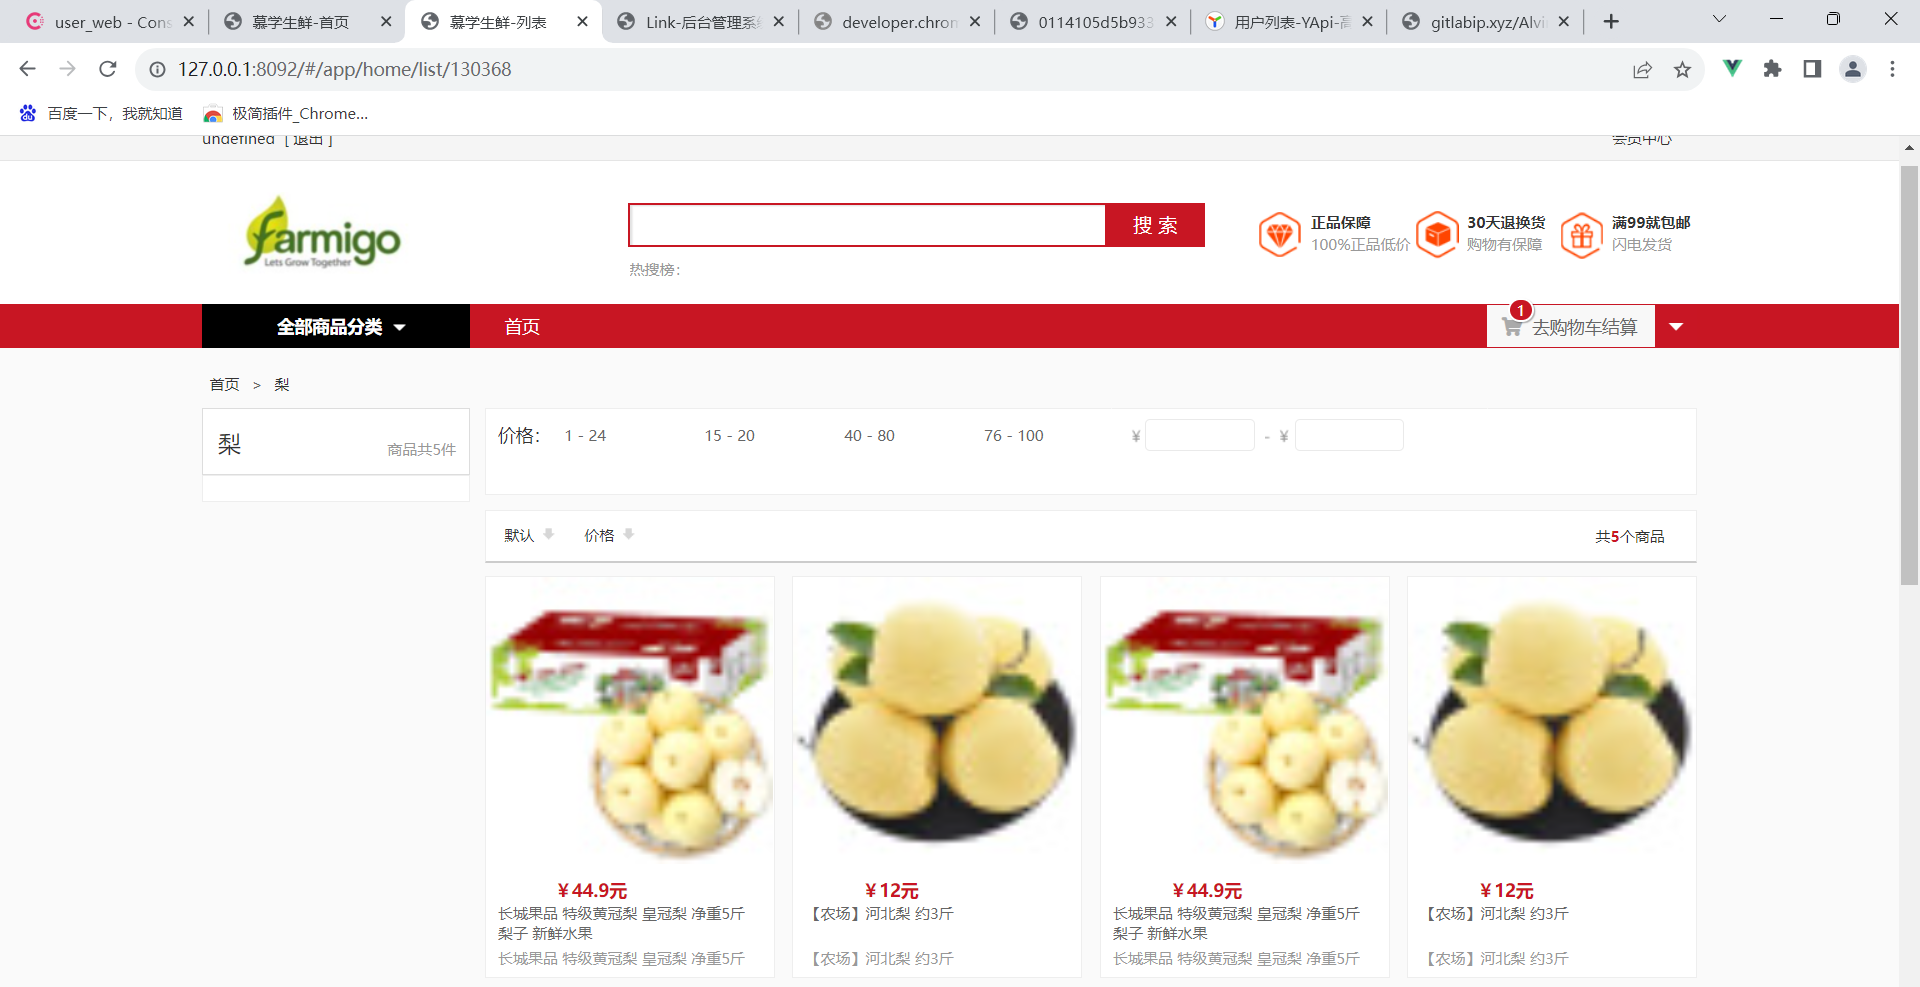 user_web - Cons
慕学生鲜-首页
慕学生鲜-列表
Link-后台管理系
developer.chrom
0114105d5b933
用户列表-YApi-高
gitlabip.xyz/Alvi
127.0.0.1:8092/#/app/home/list/130368
百度一下，我就知道
极简插件_Chrome...
undefined [ 退出 ]
会员中心
Farmigo
Lets Grow Together
搜 索
热搜榜：
正品保障
100%正品低价
30天退换货
购物有保障
满99就包邮
闪电发货
全部商品分类
首页
1
去购物车结算
首页 > 梨
梨
商品共5件
价格： 1 - 24 15 - 20 40 - 80 76 - 100 ¥ - ¥
默认 价格
共5个商品
¥44.9元
长城果品 特级黄冠梨 皇冠梨 净重5斤
梨子 新鲜水果
长城果品 特级黄冠梨 皇冠梨 净重5斤
¥12元
【农场】河北梨 约3斤
【农场】河北梨 约3斤
¥44.9元
长城果品 特级黄冠梨 皇冠梨 净重5斤
梨子 新鲜水果
长城果品 特级黄冠梨 皇冠梨 净重5斤
¥12元
【农场】河北梨 约3斤
【农场】河北梨 约3斤